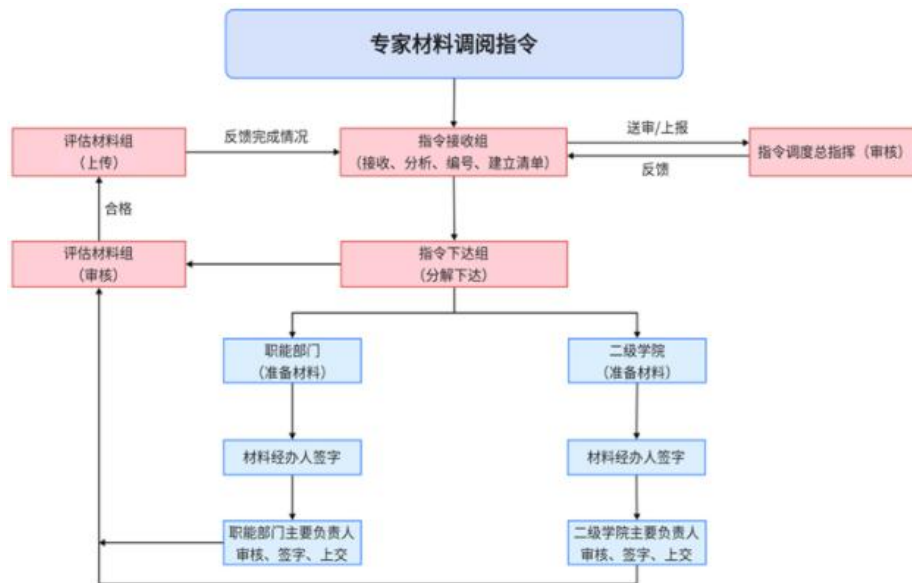 专家材料调阅指令
评估材料组
（上传）
反馈完成情况
指令接收组
（接收、分析、编号、建立清单）
送审/上报
反馈
指令调度总指挥（审核）
合格
评估材料组
（审核）
指令下达组
（分解下达）
职能部门
（准备材料）
二级学院
（准备材料）
材料经办人签字
材料经办人签字
职能部门主要负责人
审核、签字、上交
二级学院主要负责人
审核、签字、上交